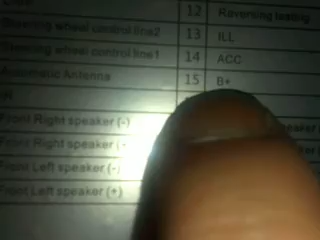 12 Reversing testing
Steering wheel control line2 13 ILL
Steering wheel control line1 14 ACC
Automatic Antenna 15 B+
Front Right speaker (-)
Front Right speaker (-
Front Left speaker (-)
Front Left speaker (+)